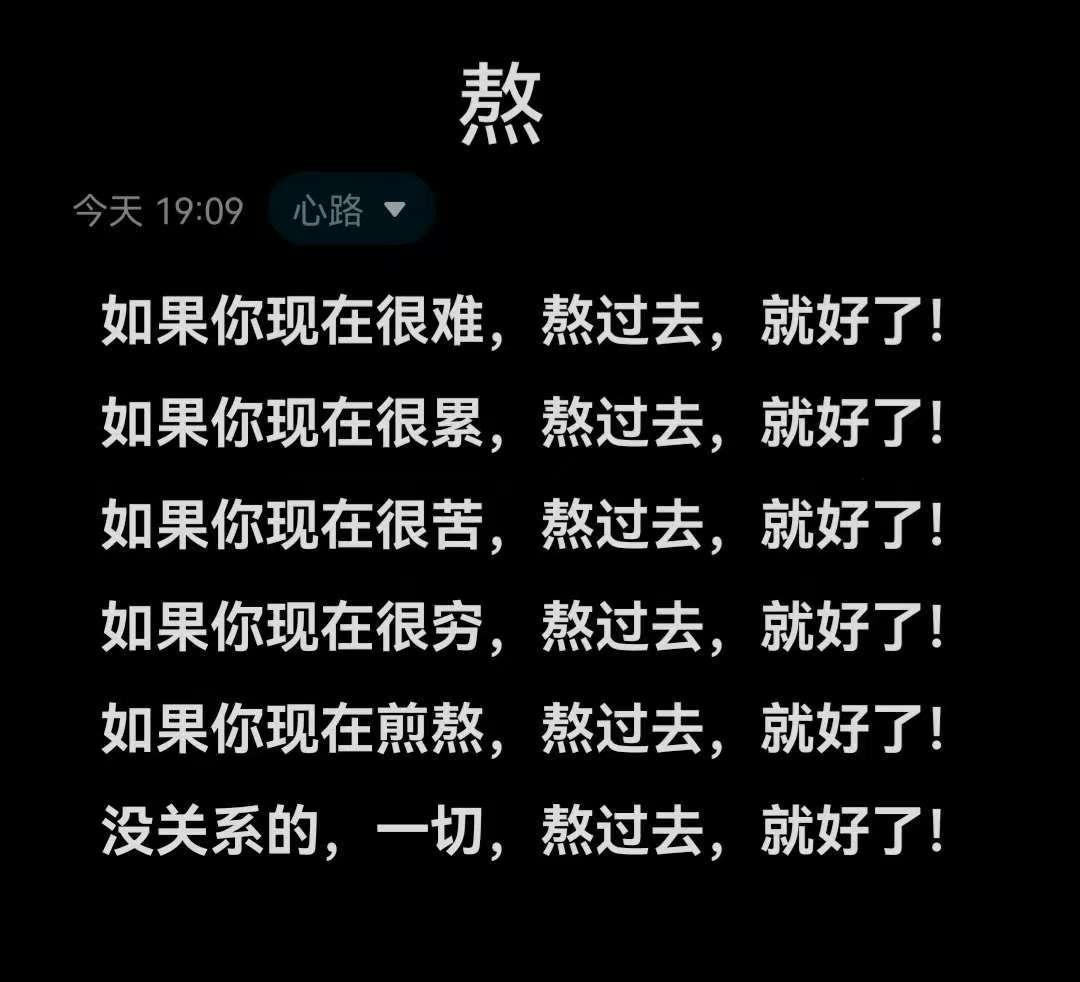 熬
今天 19:09 心路
如果你现在很难，熬过去，就好了！
如果你现在很累，熬过去，就好了！
如果你现在很苦，熬过去，就好了！
如果你现在很穷，熬过去，就好了！
如果你现在煎熬，熬过去，就好了！
没关系的，一切，熬过去，就好了！